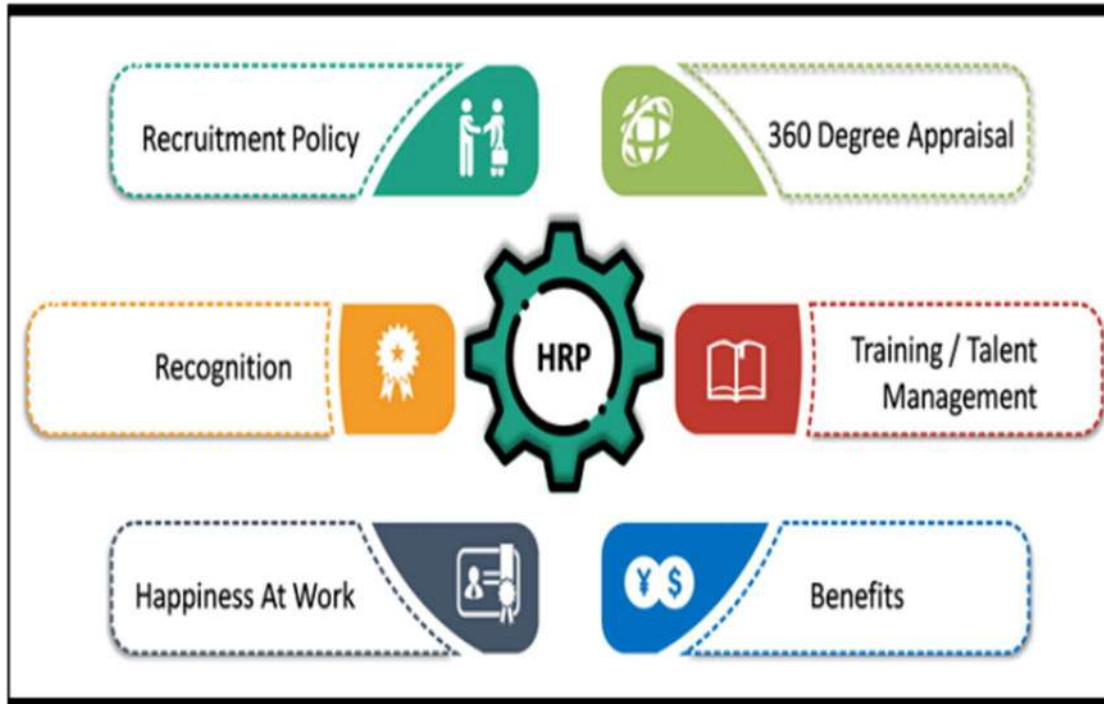 Recruitment Policy
360 Degree Appraisal
Recognition
HRP
Training / Talent
Management
Happiness At Work
¥ $
Benefits